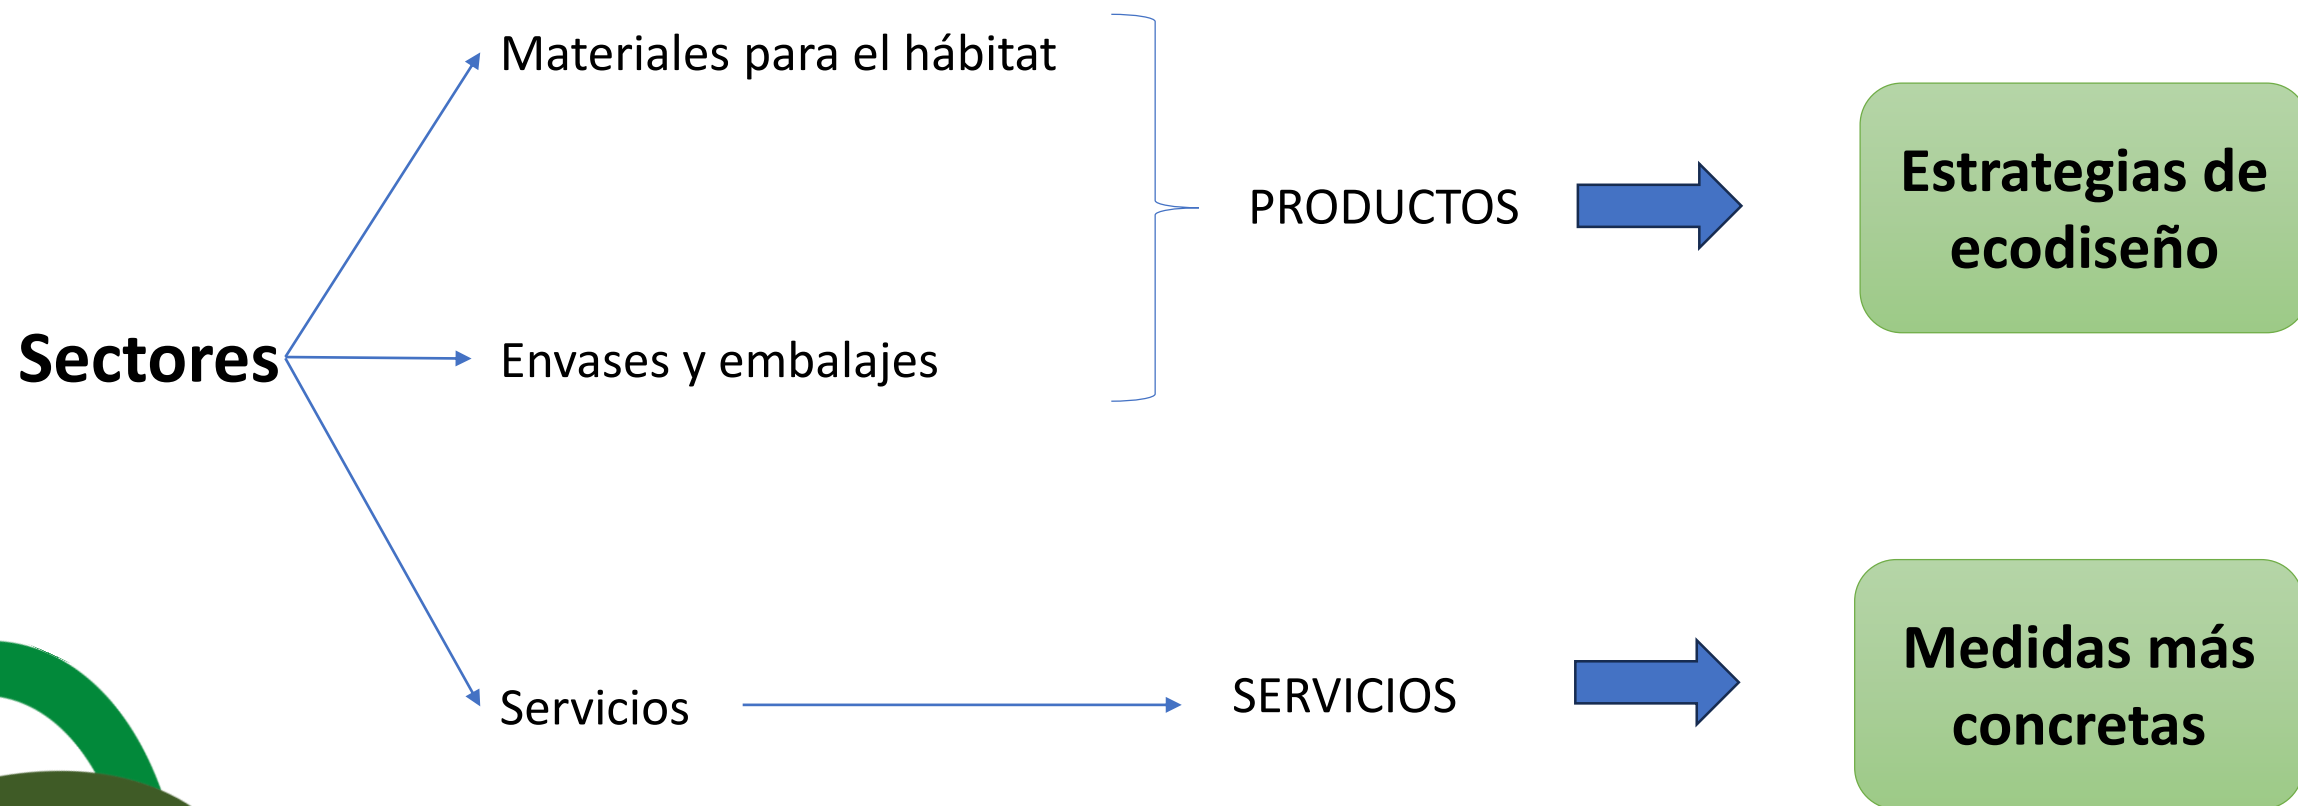 Materiales para el hábitat
Estrategias de
ecodiseño
PRODUCTOS
Sectores
Envases y embalajes
Medidas más
concretas
Servicios
SERVICIOS